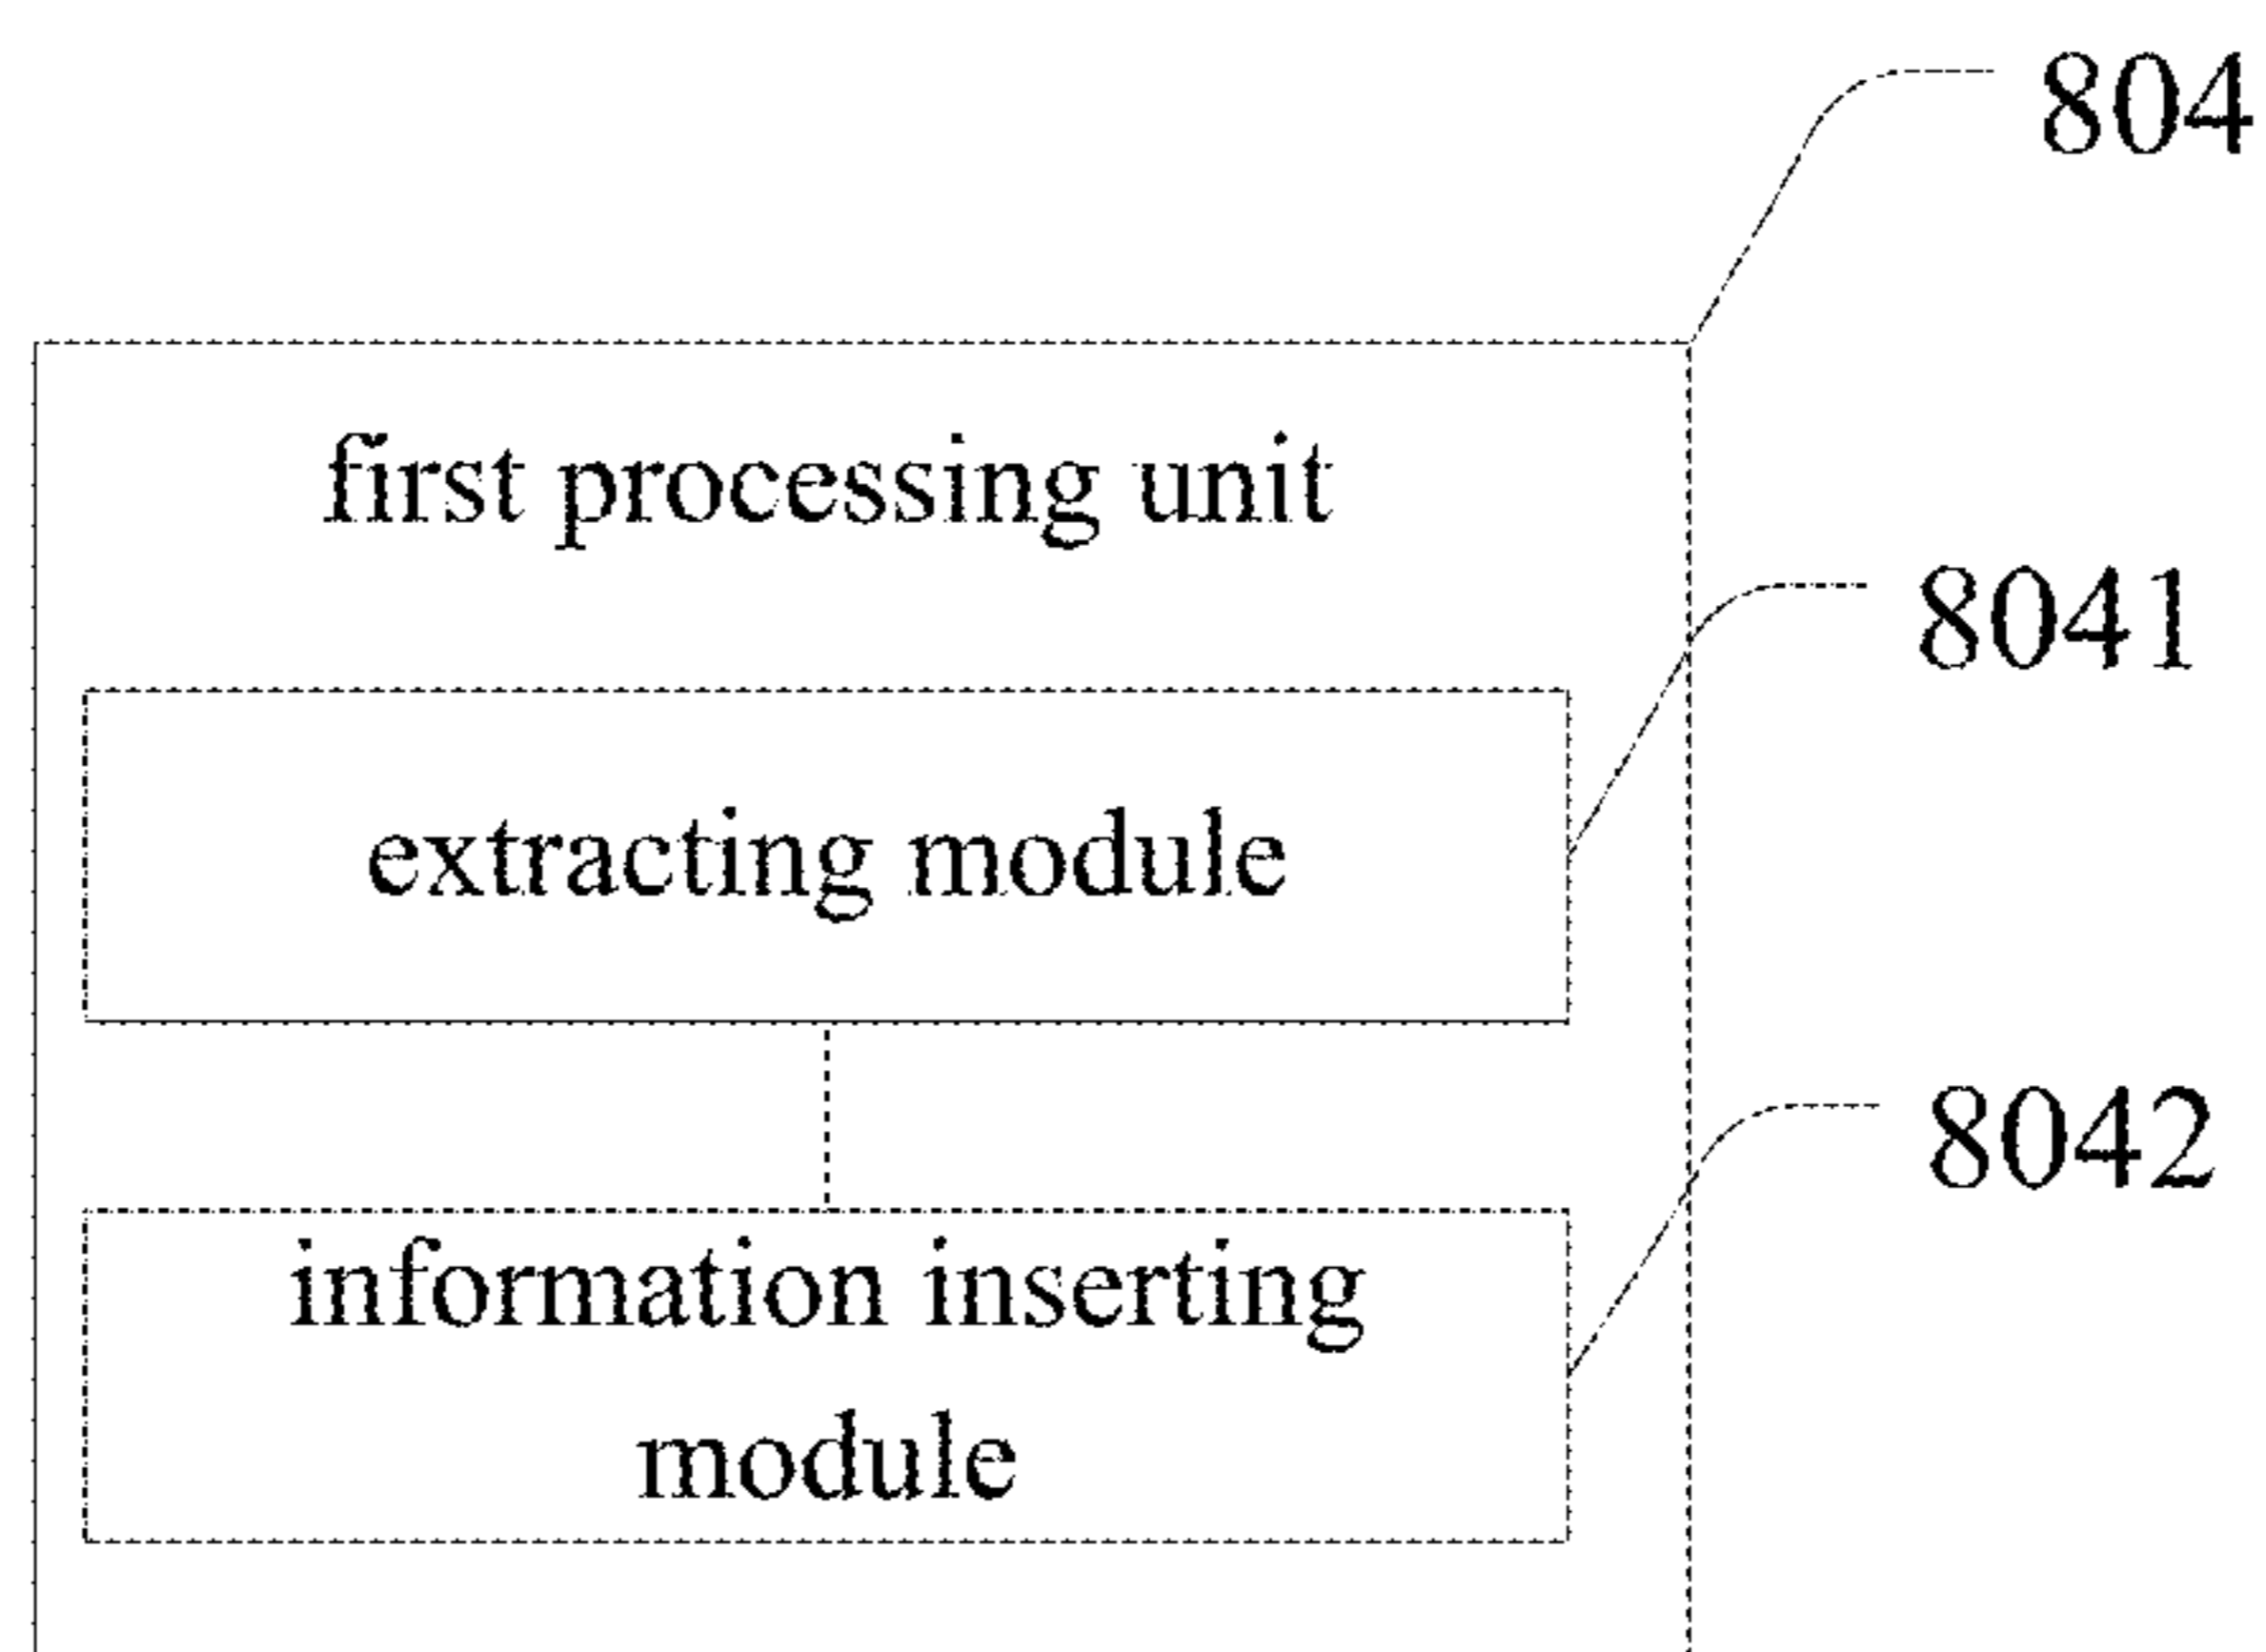 804
first processing unit
8041
extracting module
8042
information inserting
module